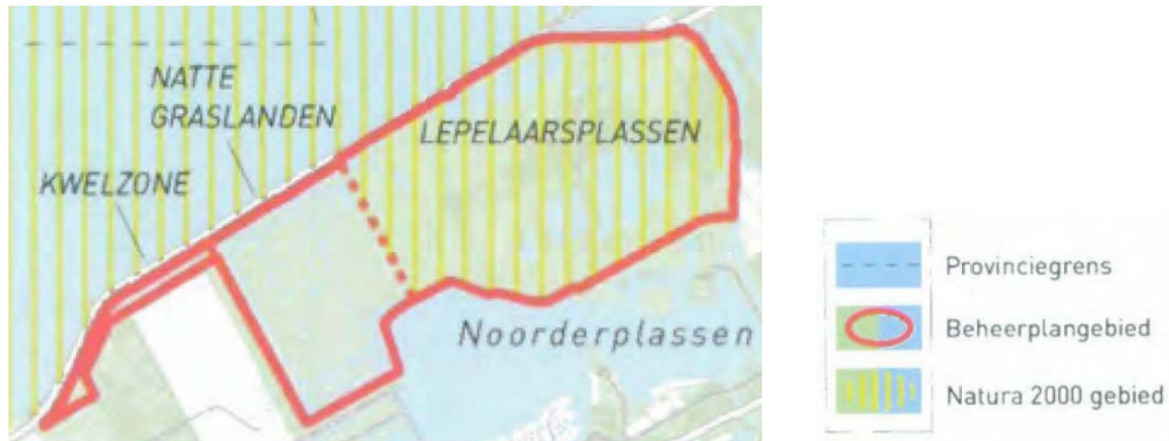 NATTE
GRASLANDEN
LEPELAARSPLASSEN
KWELZONE
Noorderplassen
Provinciegrens
Beheerplangebied
Natura 2000 gebied